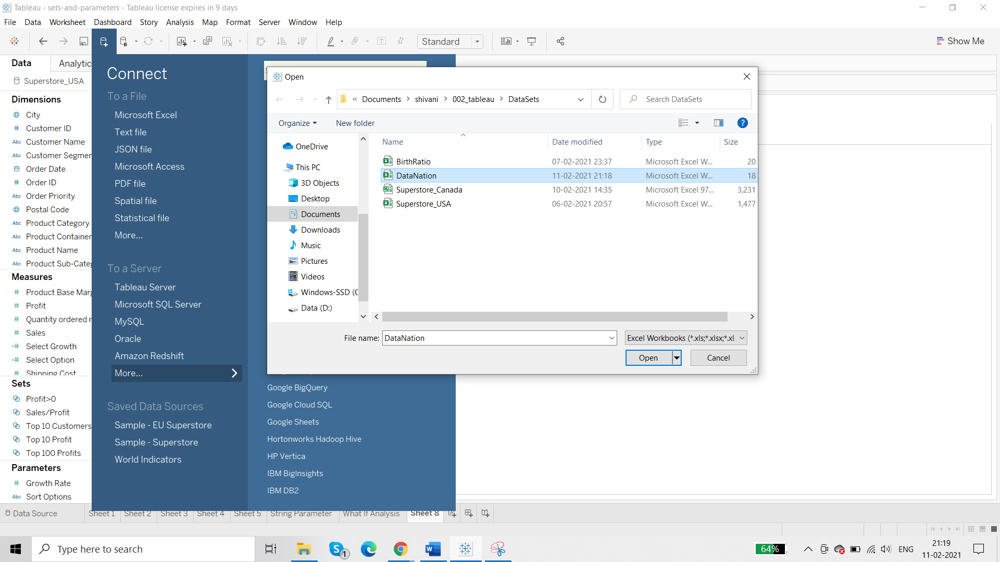 Tableau - sets-and-parameters - Tableau license expires in 9 days
File Data Worksheet Dashboard Story Analysis Map Format Server Window Help
Standard
Show Me
Data
Analytic
Superstore_USA
Dimensions
City
Customer ID
Customer Name
Customer Segmer
Order Date
Order ID
Order Priority
Postal Code
Product Category
Product Container
Product Name
Product Sub-Categ
Measures
Product Base Marg
Profit
Quantity ordered n
Sales
Select Growth
Select Option
Shipping Cost
Sets
Profit>0
Sales/Profit
Top 10 Customers
Top 10 Profit
Top 100 Profits
Parameters
Growth Rate
Sort Options
Connect
To a File
Microsoft Excel
Text file
JSON file
Microsoft Access
PDF file
Spatial file
Statistical file
More...
To a Server
Tableau Server
Microsoft SQL Server
MySQL
Oracle
Amazon Redshift
More...
Saved Data Sources
Sample - EU Superstore
Sample - Superstore
World Indicators
Google BigQuery
Google Cloud SQL
Google Sheets
Hortonworks Hadoop Hive
HP Vertica
IBM BigInsights
IBM DB2
Open
« Documents > shivani > 002_tableau > DataSets
Search DataSets
Organize
New folder
OneDrive
This PC
3D Objects
Desktop
Documents
Downloads
Music
Pictures
Videos
Windows-SSD (C
Data (D:)
Name Date modified Type Size
BirthRatio 07-02-2021 23:37 Microsoft Excel W... 20
DataNation 11-02-2021 21:18 Microsoft Excel W... 18
Superstore_Canada 10-02-2021 14:35 Microsoft Excel 97... 3,231
Superstore_USA 06-02-2021 20:57 Microsoft Excel W... 1,477
File name: DataNation
Excel Workbooks (*.xls;*.xlsx;*.xl
Open
Cancel
Data Source Sheet 1 Sheet 2 Sheet 3 Sheet 4 Sheet 5 String Parameter What If Analysis Sheet 8
Type here to search
1
64%
ENG
21:19
11-02-2021